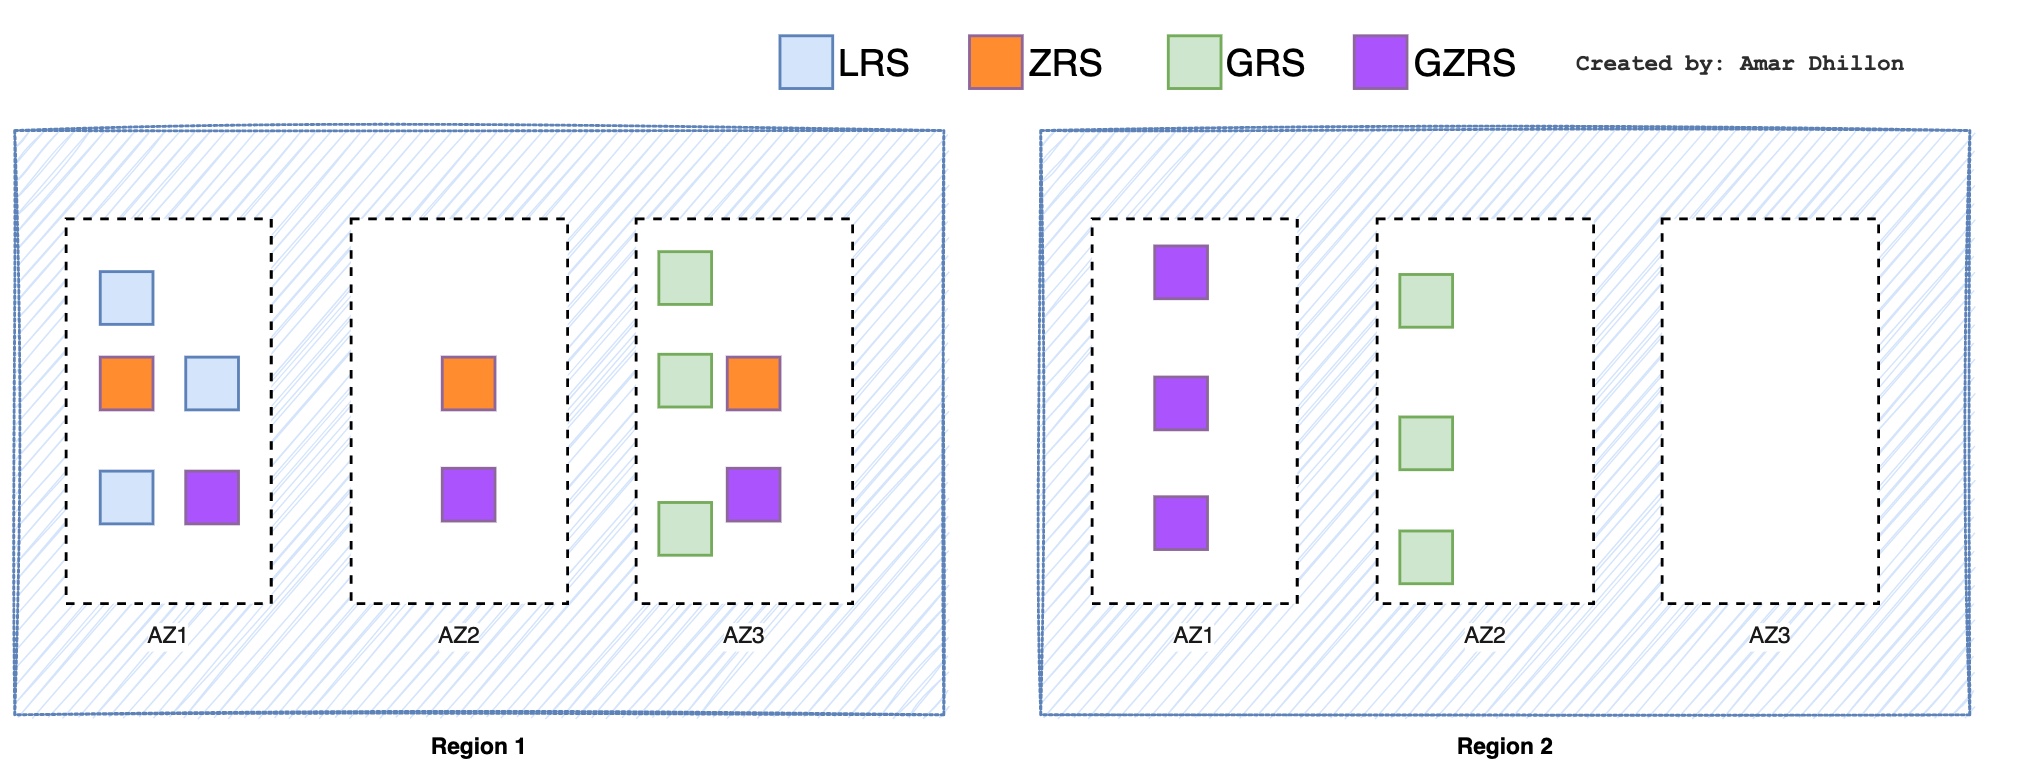 LRS ZRS GRS GZRS Created by: Amar Dhillon
AZ1 AZ2 AZ3 AZ1 AZ2 AZ3
Region 1 Region 2